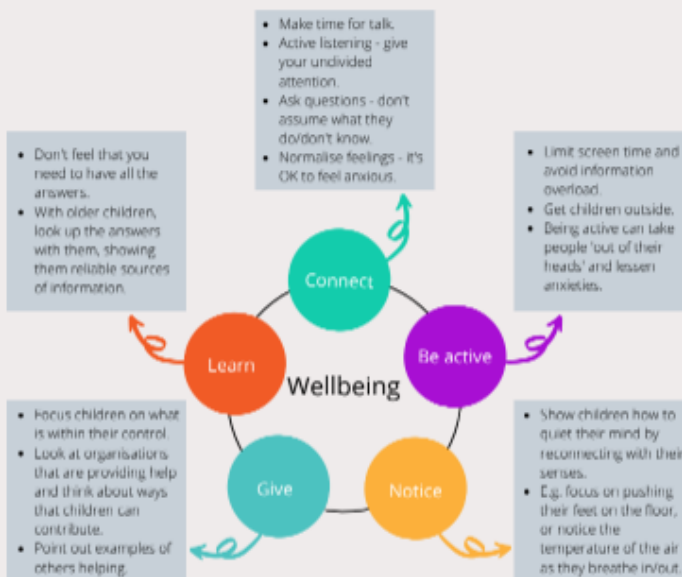 • Make time for talk.
• Active listening - give
your undivided
attention.
• Ask questions - don't
assume what they
do/don't know.
• Normalise feelings - it's
OK to feel anxious.
• Don't feel that you
need to have all the
answers.
• With older children,
look up the answers
with them, showing
them reliable sources
of information.
• Limit screen time and
avoid information
overload.
• Get children outside.
• Being active can take
people 'out of their
heads' and lessen
anxieties.
Connect
Learn
Be active
Wellbeing
Give
Notice
• Focus children on what
is within their control.
• Look at organisations
that are providing help
and think about ways
that children can
contribute.
• Point out examples of
others helping.
• Show children how to
quiet their mind by
reconnecting with their
senses.
• E.g. focus on pushing
their feet on the floor,
or notice the
temperature of the air
as they breathe in/out.